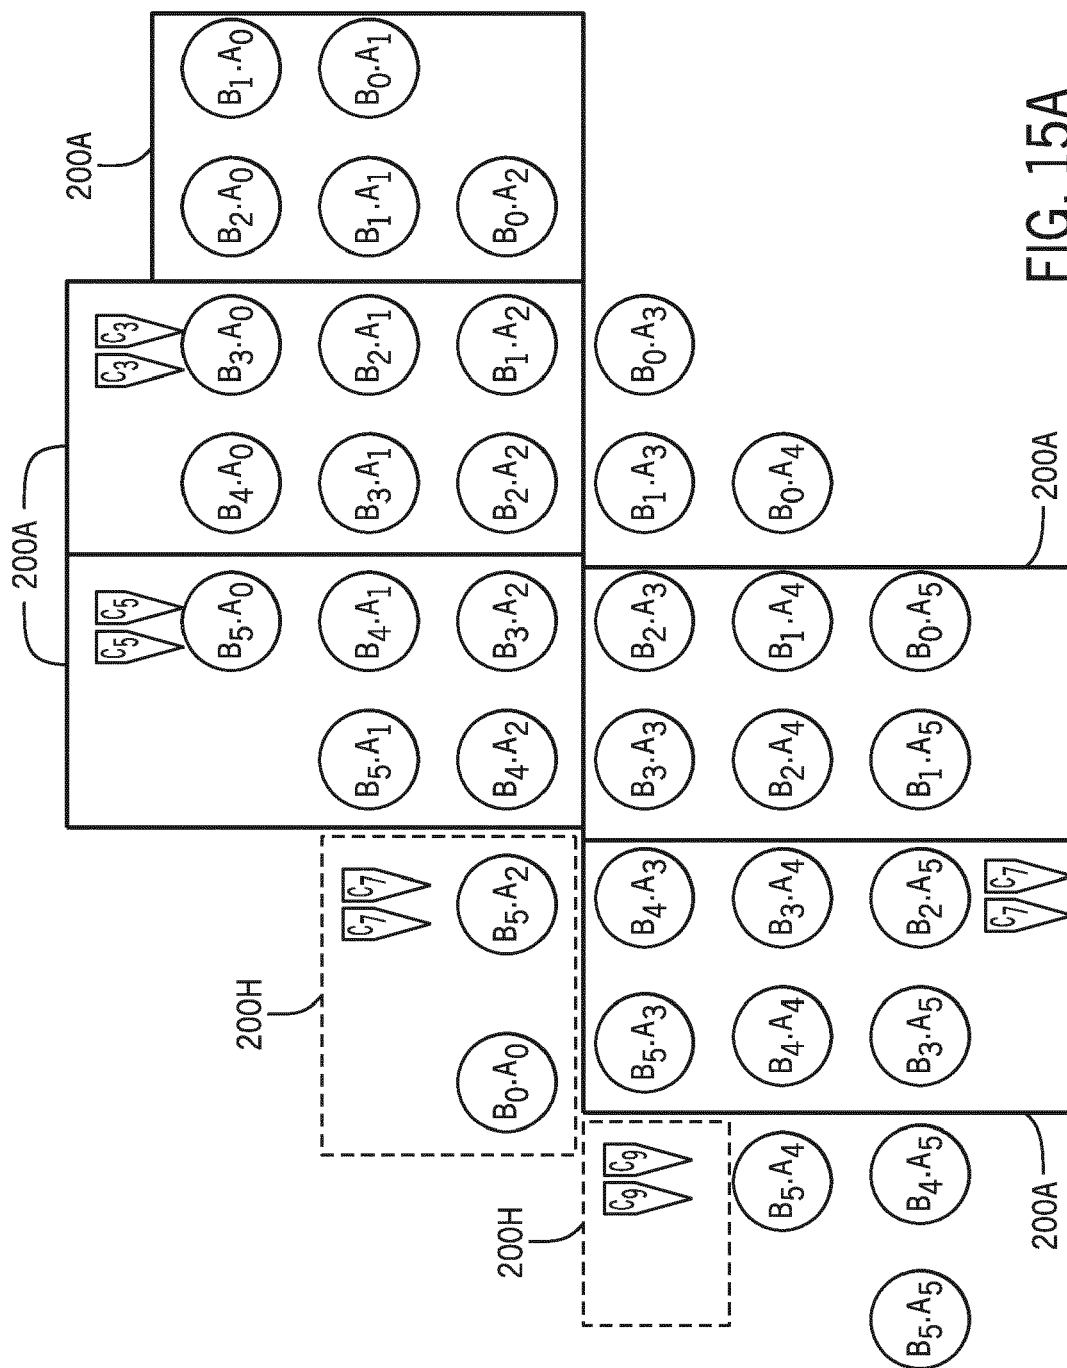 200A
B₁.A₀
B₀.A₁
B₂.A₀
B₁.A₁
B₀.A₂
FIG. 15A
200A
C₃
C₃
B₃.A₀
B₂.A₁
B₁.A₂
B₀.A₃
B₄.A₀
B₃.A₁
B₂.A₂
B₁.A₃
B₀.A₄
200A
C₅
C₅
B₅.A₀
B₄.A₁
B₃.A₂
B₂.A₃
B₁.A₄
B₀.A₅
B₅.A₁
B₄.A₂
B₃.A₃
B₂.A₄
B₁.A₅
200H
C₇
C₇
B₅.A₂
B₄.A₃
B₃.A₄
B₂.A₅
C₇
C₇
B₀.A₀
B₅.A₃
B₄.A₄
B₃.A₅
200A
200H
C₉
C₉
B₅.A₄
B₄.A₅
B₅.A₅